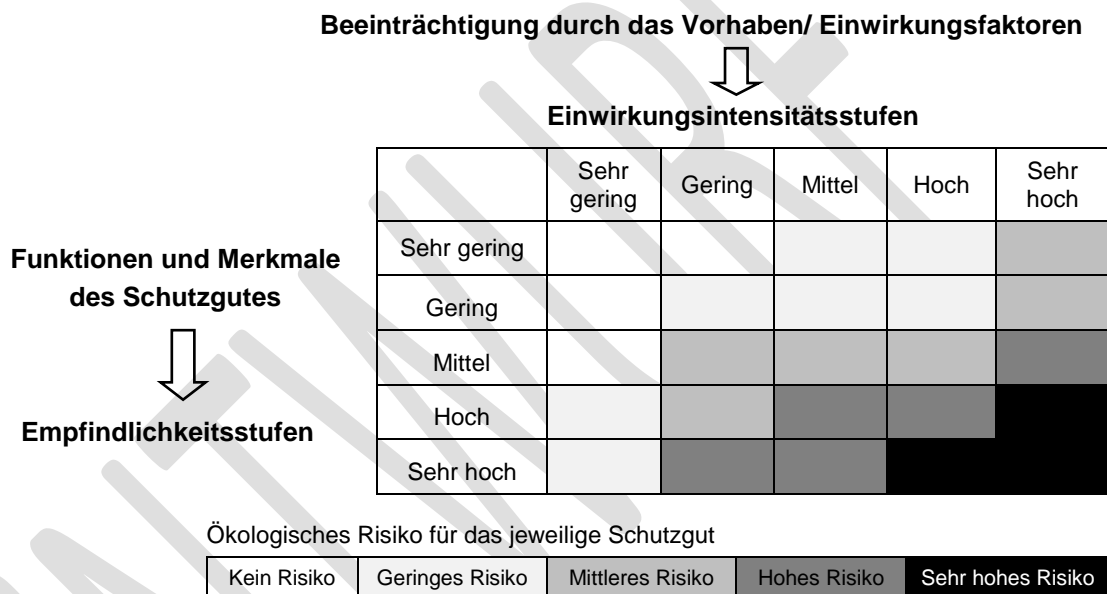 Beeinträchtigung durch das Vorhaben/ Einwirkungsfaktoren
Einwirkungsintensitätsstufen
Sehr gering Gering Mittel Hoch Sehr hoch
Funktionen und Merkmale
des Schutzgutes
Empfindlichkeitsstufen
Sehr gering
Gering
Mittel
Hoch
Sehr hoch
Ökologisches Risiko für das jeweilige Schutzgut
Kein Risiko Geringes Risiko Mittleres Risiko Hohes Risiko Sehr hohes Risiko